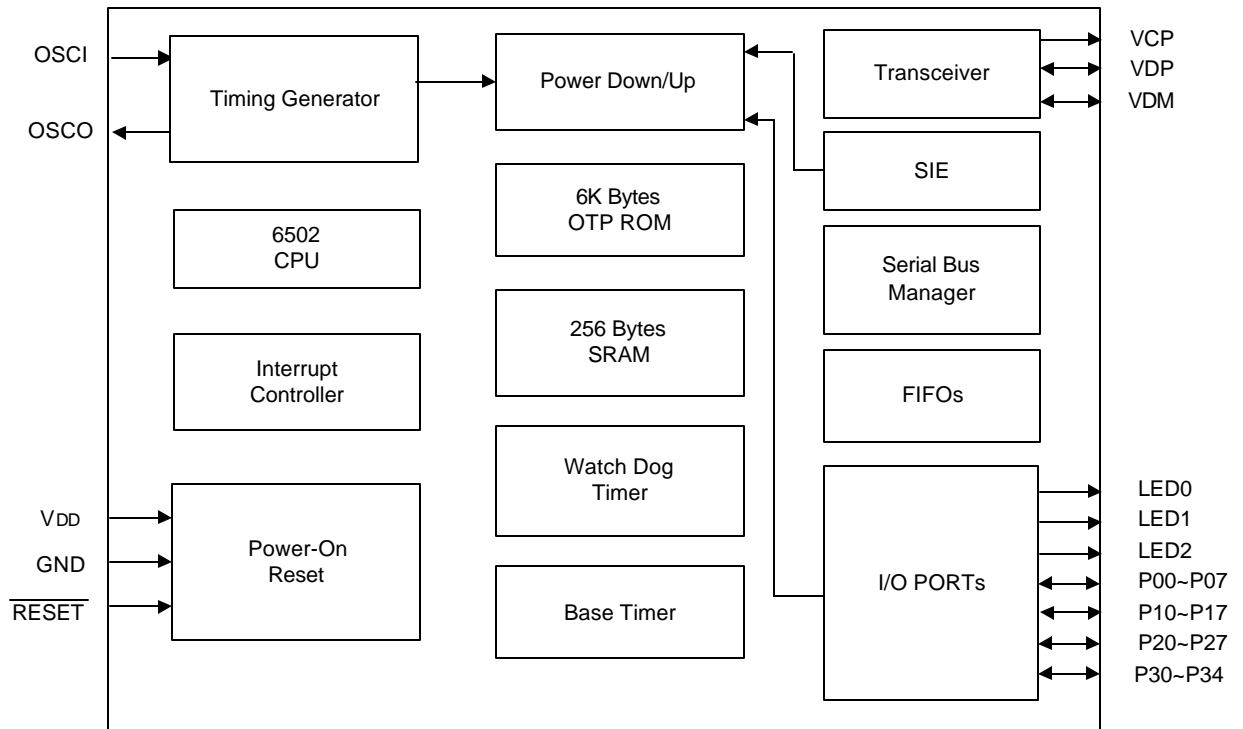 OSCI
OSCO
Timing Generator
Power Down/Up
Transceiver
VCP
VDP
VDM
SIE
6K Bytes
OTP ROM
6502
CPU
Serial Bus
Manager
256 Bytes
SRAM
Interrupt
Controller
FIFOs
Watch Dog
Timer
VDD
GND
RESET
Power-On
Reset
Base Timer
I/O PORTs
LED0
LED1
LED2
P00~P07
P10~P17
P20~P27
P30~P34